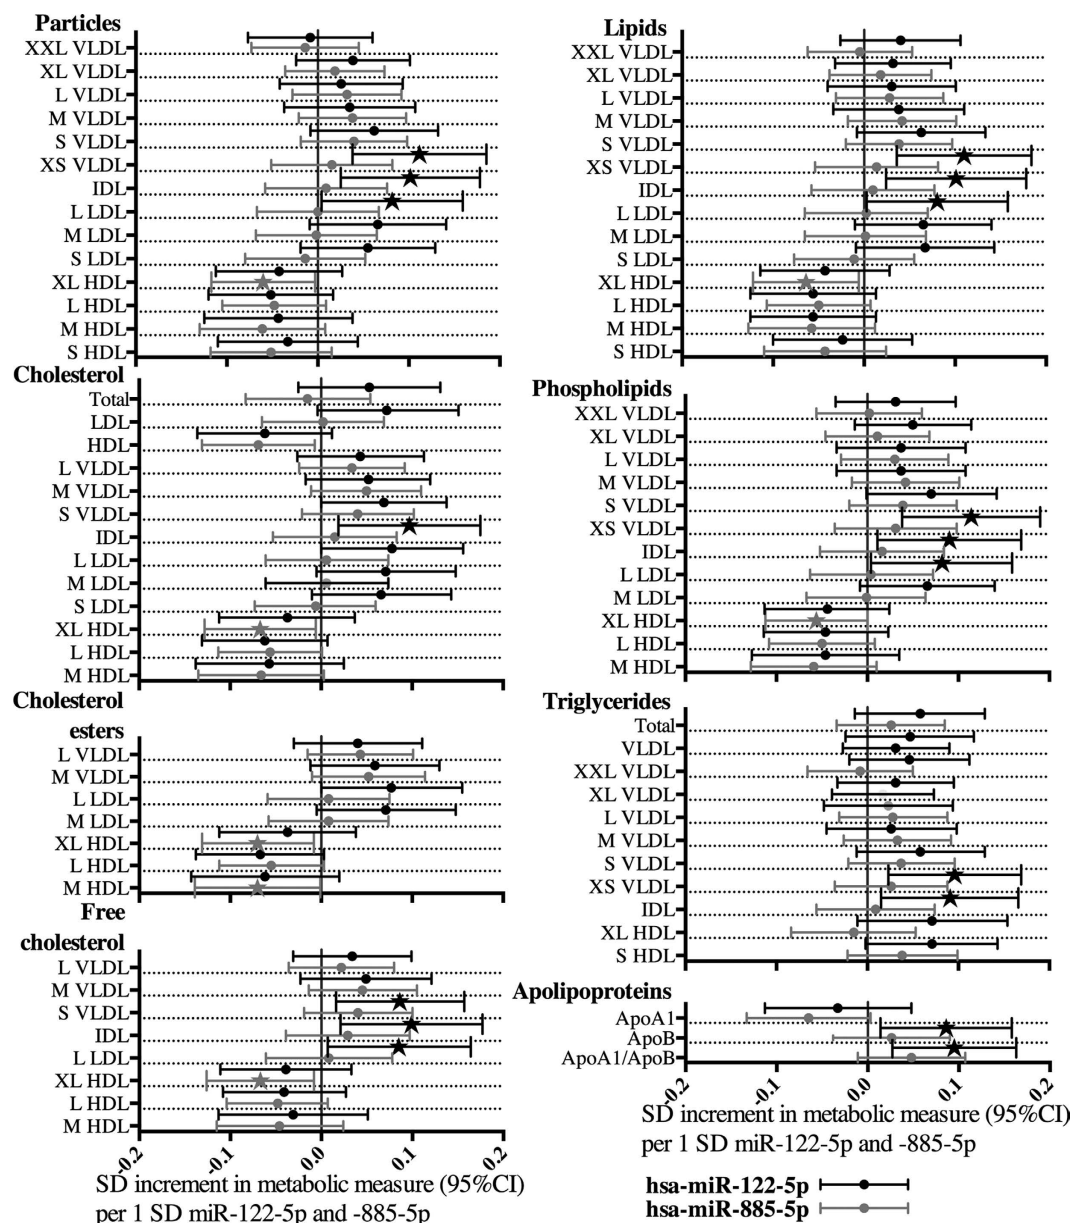 Particles
XXL VLDL
XL VLDL
L VLDL
M VLDL
S VLDL
XS VLDL
IDL
L LDL
M LDL
S LDL
XL HDL
L HDL
M HDL
S HDL
Cholesterol
Total
LDL
HDL
L VLDL
M VLDL
S VLDL
IDL
L LDL
M LDL
S LDL
XL HDL
L HDL
M HDL
Cholesterol
esters
L VLDL
M VLDL
L LDL
M LDL
XL HDL
L HDL
M HDL
Free
cholesterol
L VLDL
M VLDL
S VLDL
IDL
L LDL
XL HDL
L HDL
M HDL
-0.2 -0.1 0.0 0.1 0.2
SD increment in metabolic measure (95%CI)
per 1 SD miR-122-5p and -885-5p
Lipids
XXL VLDL
XL VLDL
L VLDL
M VLDL
S VLDL
XS VLDL
IDL
L LDL
M LDL
S LDL
XL HDL
L HDL
M HDL
S HDL
Phospholipids
XXL VLDL
XL VLDL
L VLDL
M VLDL
S VLDL
XS VLDL
IDL
L LDL
M LDL
XL HDL
L HDL
M HDL
Triglycerides
Total
VLDL
XXL VLDL
XL VLDL
L VLDL
M VLDL
S VLDL
XS VLDL
IDL
XL HDL
S HDL
Apolipoproteins
ApoA1
ApoB
ApoA1/ApoB
-0.2 -0.1 0.0 0.1 0.2
SD increment in metabolic measure (95%CI)
per 1 SD miR-122-5p and -885-5p
hsa-miR-122-5p
hsa-miR-885-5p